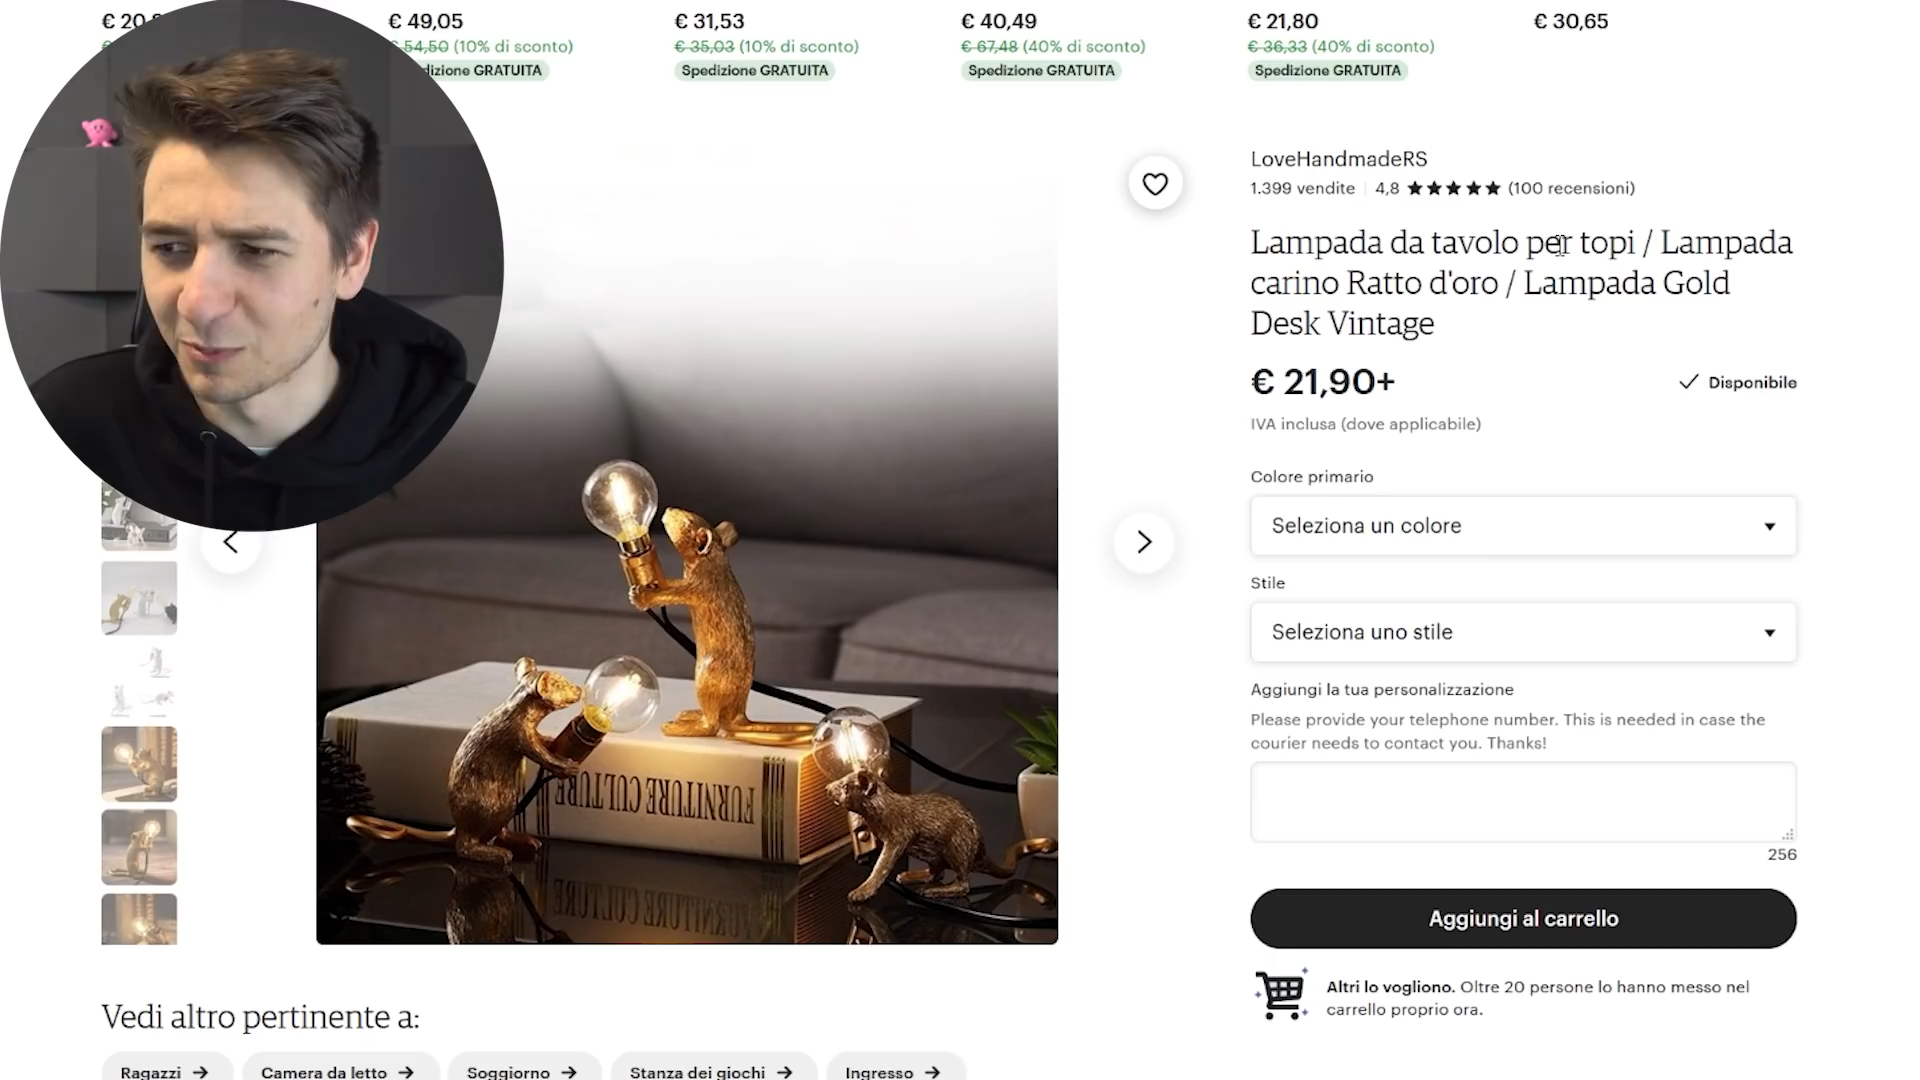 € 49,05
€ 31,53
€ 40,49
€ 21,80
€ 30,65
€ 54,50 (10% di sconto)
€ 35,03 (10% di sconto)
€ 67,48 (40% di sconto)
€ 36,33 (40% di sconto)
GRATUITA
Spedizione GRATUITA
Spedizione GRATUITA
Spedizione GRATUITA
LoveHandmadeRS
1.399 vendite 4,8 ★★★★★ (100 recensioni)
Lampada da tavolo per topi / Lampada
carino Ratto d'oro / Lampada Gold
Desk Vintage
€ 21,90+
Disponibile
IVA inclusa (dove applicabile)
Colore primario
Seleziona un colore
Stile
Seleziona uno stile
Aggiungi la tua personalizzazione
Please provide your telephone number. This is needed in case the
courier needs to contact you. Thanks!
256
Aggiungi al carrello
Altri lo vogliono. Oltre 20 persone lo hanno messo nel
carrello proprio ora.
FURNITURE CULTURE
Vedi altro pertinente a:
Ragazzi →
Camera da letto →
Soggiorno →
Stanza dei giochi →
Ingresso →